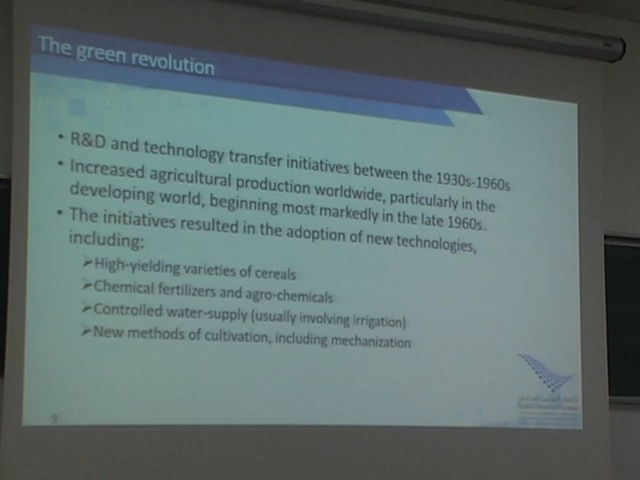 The green revolution
• R&D and technology transfer initiatives between the 1930s-1960s
• Increased agricultural production worldwide, particularly in the
developing world, beginning most markedly in the late 1960s.
• The initiatives resulted in the adoption of new technologies,
including:
➢High-yielding varieties of cereals
➢Chemical fertilizers and agro-chemicals
➢Controlled water-supply (usually involving irrigation)
➢New methods of cultivation, including mechanization
9